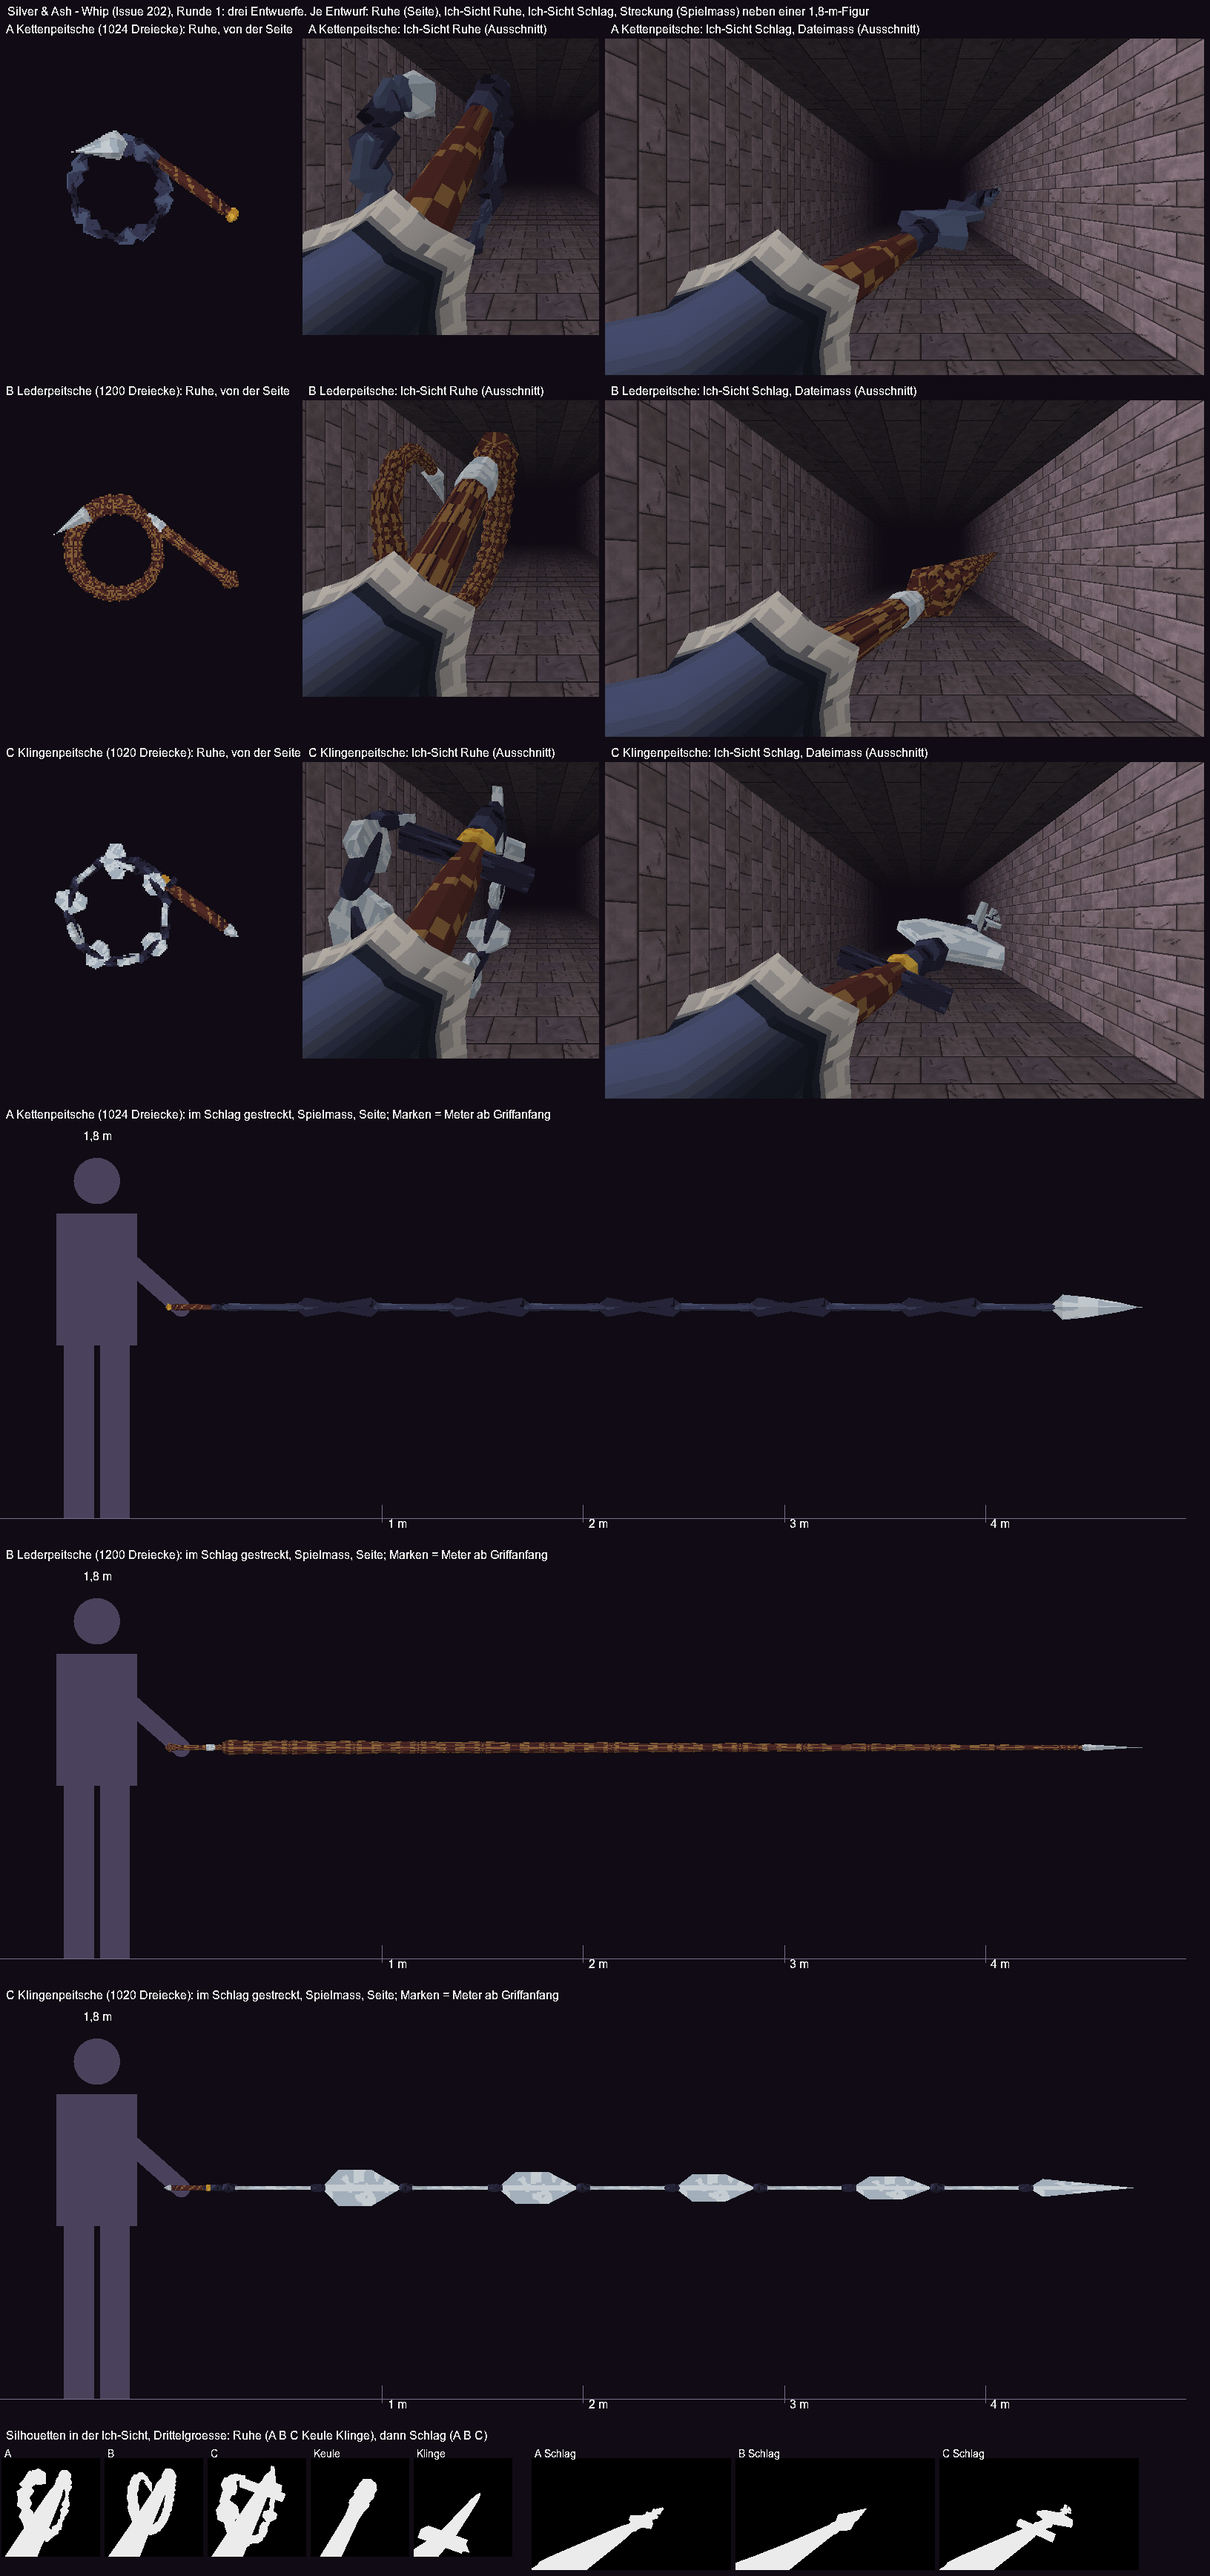 Silver & Ash - Whip (Issue 202), Runde 1: drei Entwuerfe. Je Entwurf: Ruhe (Seite), Ich-Sicht Ruhe, Ich-Sicht Schlag, Streckung (Spielmass) neben einer 1,8-m-Figur
A Kettenpeitsche (1024 Dreiecke): Ruhe, von der Seite
A Kettenpeitsche: Ich-Sicht Ruhe (Ausschnitt)
A Kettenpeitsche: Ich-Sicht Schlag, Dateimass (Ausschnitt)
B Lederpeitsche (1200 Dreiecke): Ruhe, von der Seite
B Lederpeitsche: Ich-Sicht Ruhe (Ausschnitt)
B Lederpeitsche: Ich-Sicht Schlag, Dateimass (Ausschnitt)
C Klingenpeitsche (1020 Dreiecke): Ruhe, von der Seite
C Klingenpeitsche: Ich-Sicht Ruhe (Ausschnitt)
C Klingenpeitsche: Ich-Sicht Schlag, Dateimass (Ausschnitt)
A Kettenpeitsche (1024 Dreiecke): im Schlag gestreckt, Spielmass, Seite; Marken = Meter ab Griffanfang
1,8 m
1 m
2 m
3 m
4 m
B Lederpeitsche (1200 Dreiecke): im Schlag gestreckt, Spielmass, Seite; Marken = Meter ab Griffanfang
1,8 m
1 m
2 m
3 m
4 m
C Klingenpeitsche (1020 Dreiecke): im Schlag gestreckt, Spielmass, Seite; Marken = Meter ab Griffanfang
1,8 m
1 m
2 m
3 m
4 m
Silhouetten in der Ich-Sicht, Drittelgroesse: Ruhe (A B C Keule Klinge), dann Schlag (A B C)
A
B
C
Keule
Klinge
A Schlag
B Schlag
C Schlag